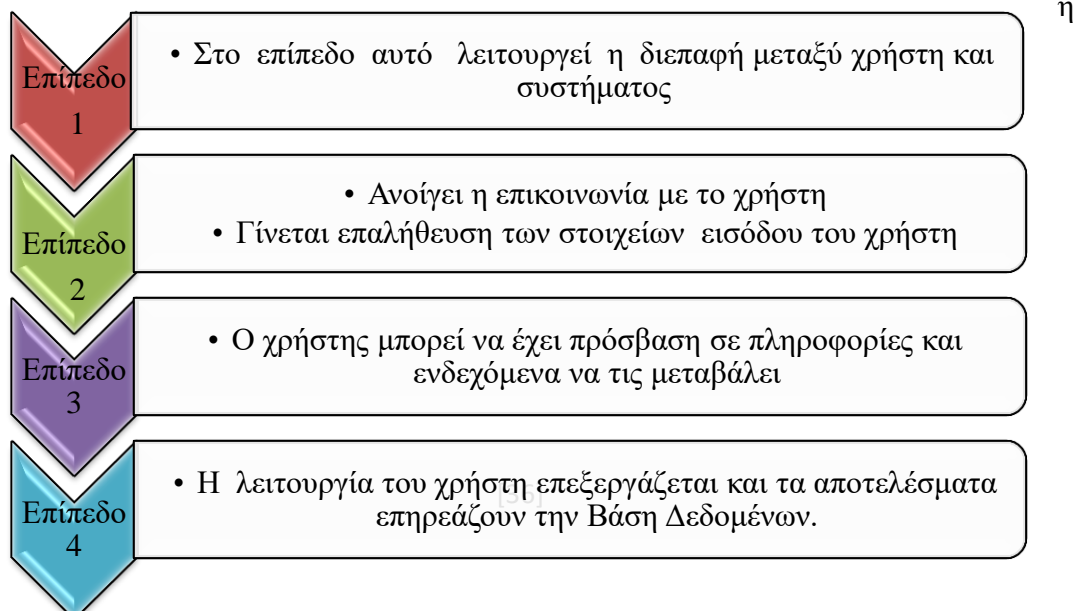 η
Επίπεδο
1
• Στο επίπεδο αυτό λειτουργεί η διεπαφή μεταξύ χρήστη και
συστήματος
Επίπεδο
2
• Ανοίγει η επικοινωνία με το χρήστη
• Γίνεται επαλήθευση των στοιχείων εισόδου του χρήστη
Επίπεδο
3
• Ο χρήστης μπορεί να έχει πρόσβαση σε πληροφορίες και
ενδεχόμενα να τις μεταβάλει
Επίπεδο
4
• Η λειτουργία του χρήστη επεξεργάζεται και τα αποτελέσματα
επηρεάζουν την Βάση Δεδομένων.